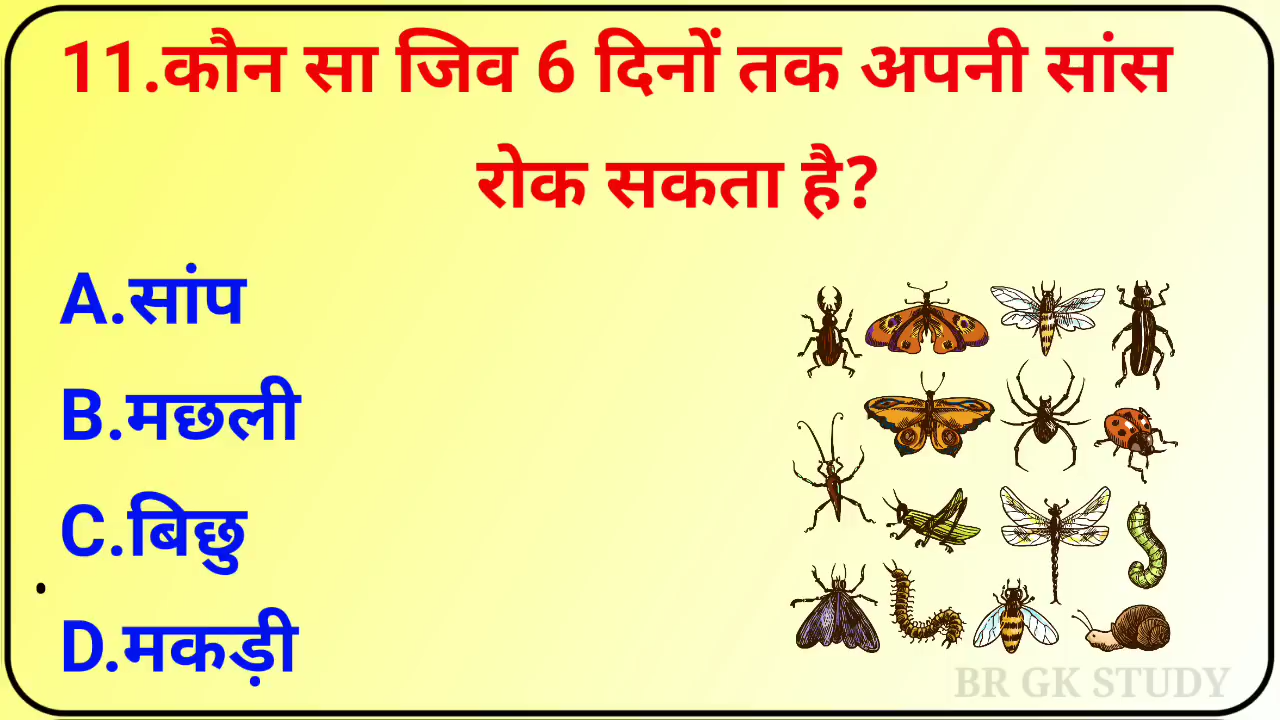 11.कौन सा जिव 6 दिनों तक अपनी सांस
रोक सकता है?
A.सांप
B.मछली
C.बिछु
D.मकड़ी
BR GK STUDY